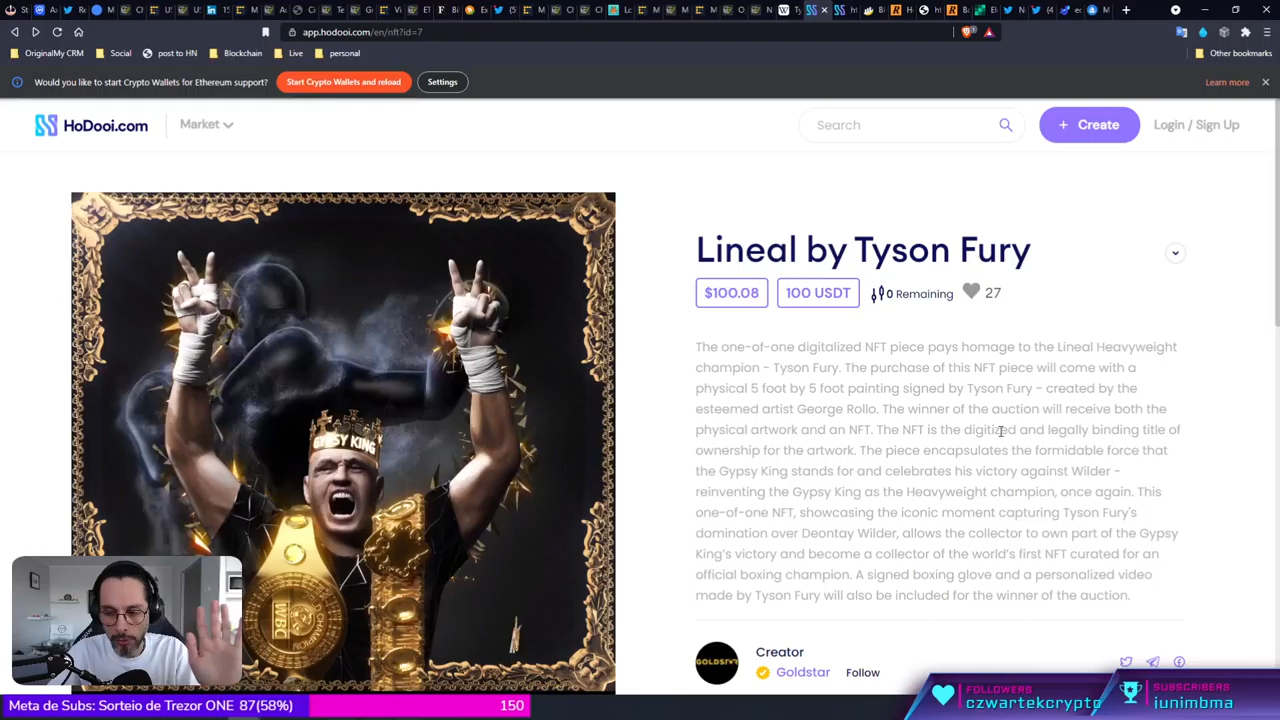 app.hodooi.com/en/nft?id=7
OriginalMy CRM
Social
post to HN
Blockchain
Live
personal
Other bookmarks
Would you like to start Crypto Wallets for Ethereum support?
Start Crypto Wallets and reload
Settings
Learn more
HoDooi.com
Market
Search
+ Create
Login / Sign Up
Lineal by Tyson Fury
$100.08
100 USDT
0 Remaining
27
The one-of-one digitalized NFT piece pays homage to the Lineal Heavyweight
champion - Tyson Fury. The purchase of this NFT piece will come with a
physical 5 foot by 5 foot painting signed by Tyson Fury - created by the
esteemed artist George Rollo. The winner of the auction will receive both the
physical artwork and an NFT. The NFT is the digitized and legally binding title of
ownership for the artwork. The piece encapsulates the formidable force that
the Gypsy King stands for and celebrates his victory against Wilder -
reinventing the Gypsy King as the Heavyweight champion, once again. This
one-of-one NFT, showcasing the iconic moment capturing Tyson Fury's
domination over Deontay Wilder, allows the collector to own part of the Gypsy
King's victory and become a collector of the world's first NFT curated for an
official boxing champion. A signed boxing glove and a personalized video
made by Tyson Fury will also be included for the winner of the auction.
GYPSY KING
WBC
CHAMPION
GOLDSTAR
Creator
Goldstar
Follow
FOLLOWERS
czwartekcrypto
SUBSCRIBERS
iunimbma
Meta de Subs: Sorteio de Trezor ONE 87(58%)
150